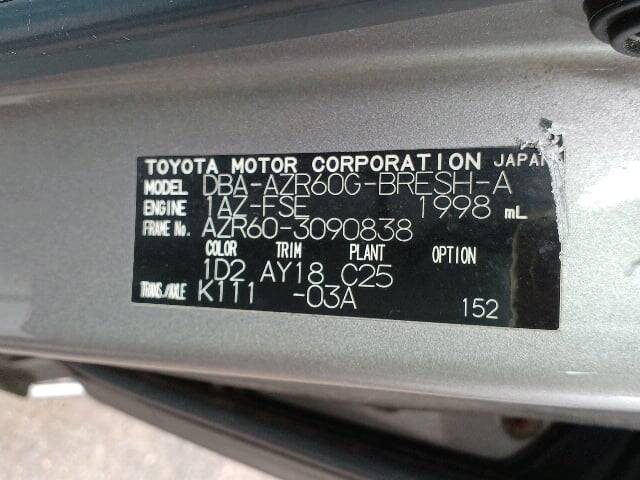 TOYOTA MOTOR CORPORATION JAPAN
MODEL DBA-AZR60G-BRESH-A
ENGINE 1AZ-FSE 1998 mL
FRAME No. AZR60-3090838
COLOR TRIM PLANT OPTION
1D2 AY18 C25
TRANS./AXLE K111 -03A 152